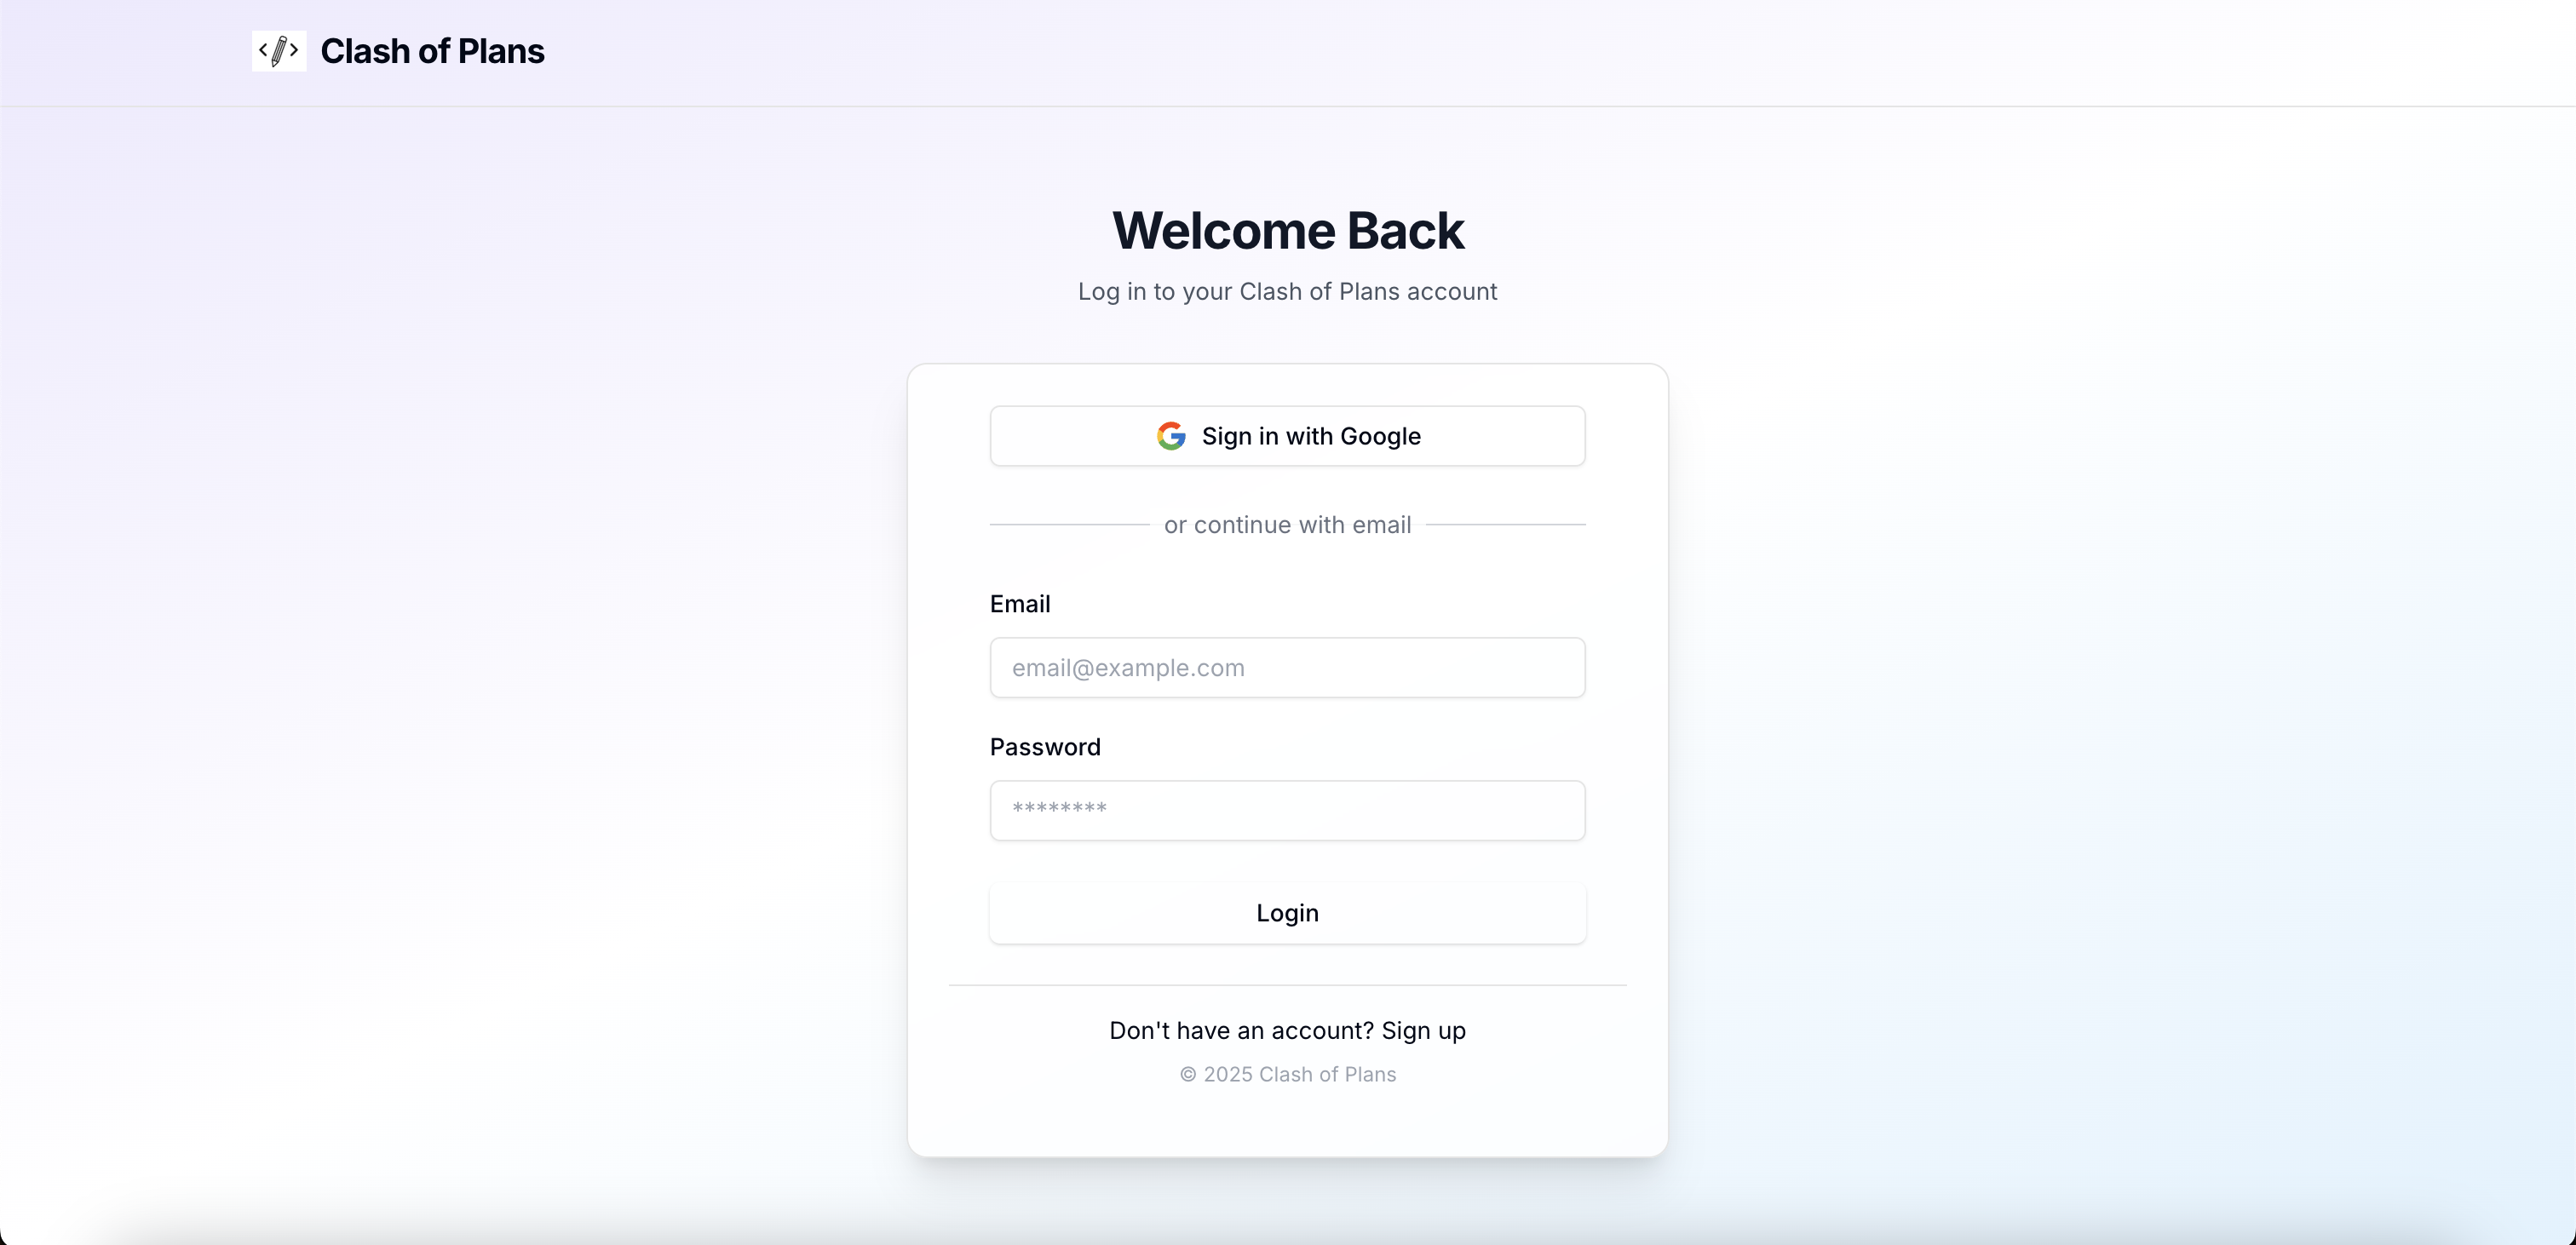 Clash of Plans
Welcome Back
Log in to your Clash of Plans account
Sign in with Google
or continue with email
Email
email@example.com
Password
********
Login
Don't have an account? Sign up
© 2025 Clash of Plans